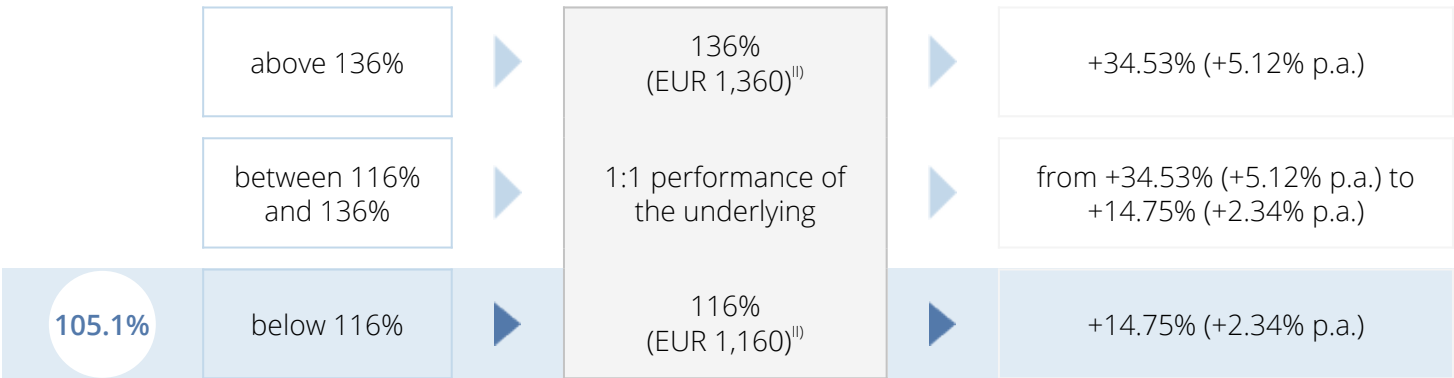 above 136%
136%
(EUR 1,360)II)
+34.53% (+5.12% p.a.)
between 116%
and 136%
1:1 performance of
the underlying
from +34.53% (+5.12% p.a.) to
+14.75% (+2.34% p.a.)
105.1%
below 116%
116%
(EUR 1,160)II)
+14.75% (+2.34% p.a.)